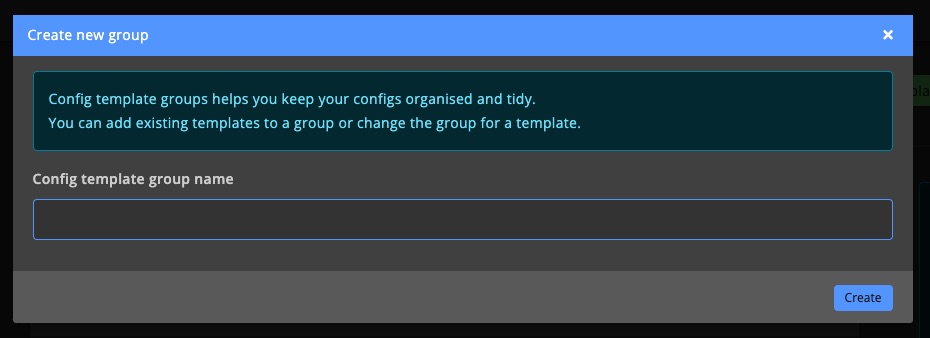 Create new group
Config template groups helps you keep your configs organised and tidy.
You can add existing templates to a group or change the group for a template.
Config template group name
Create